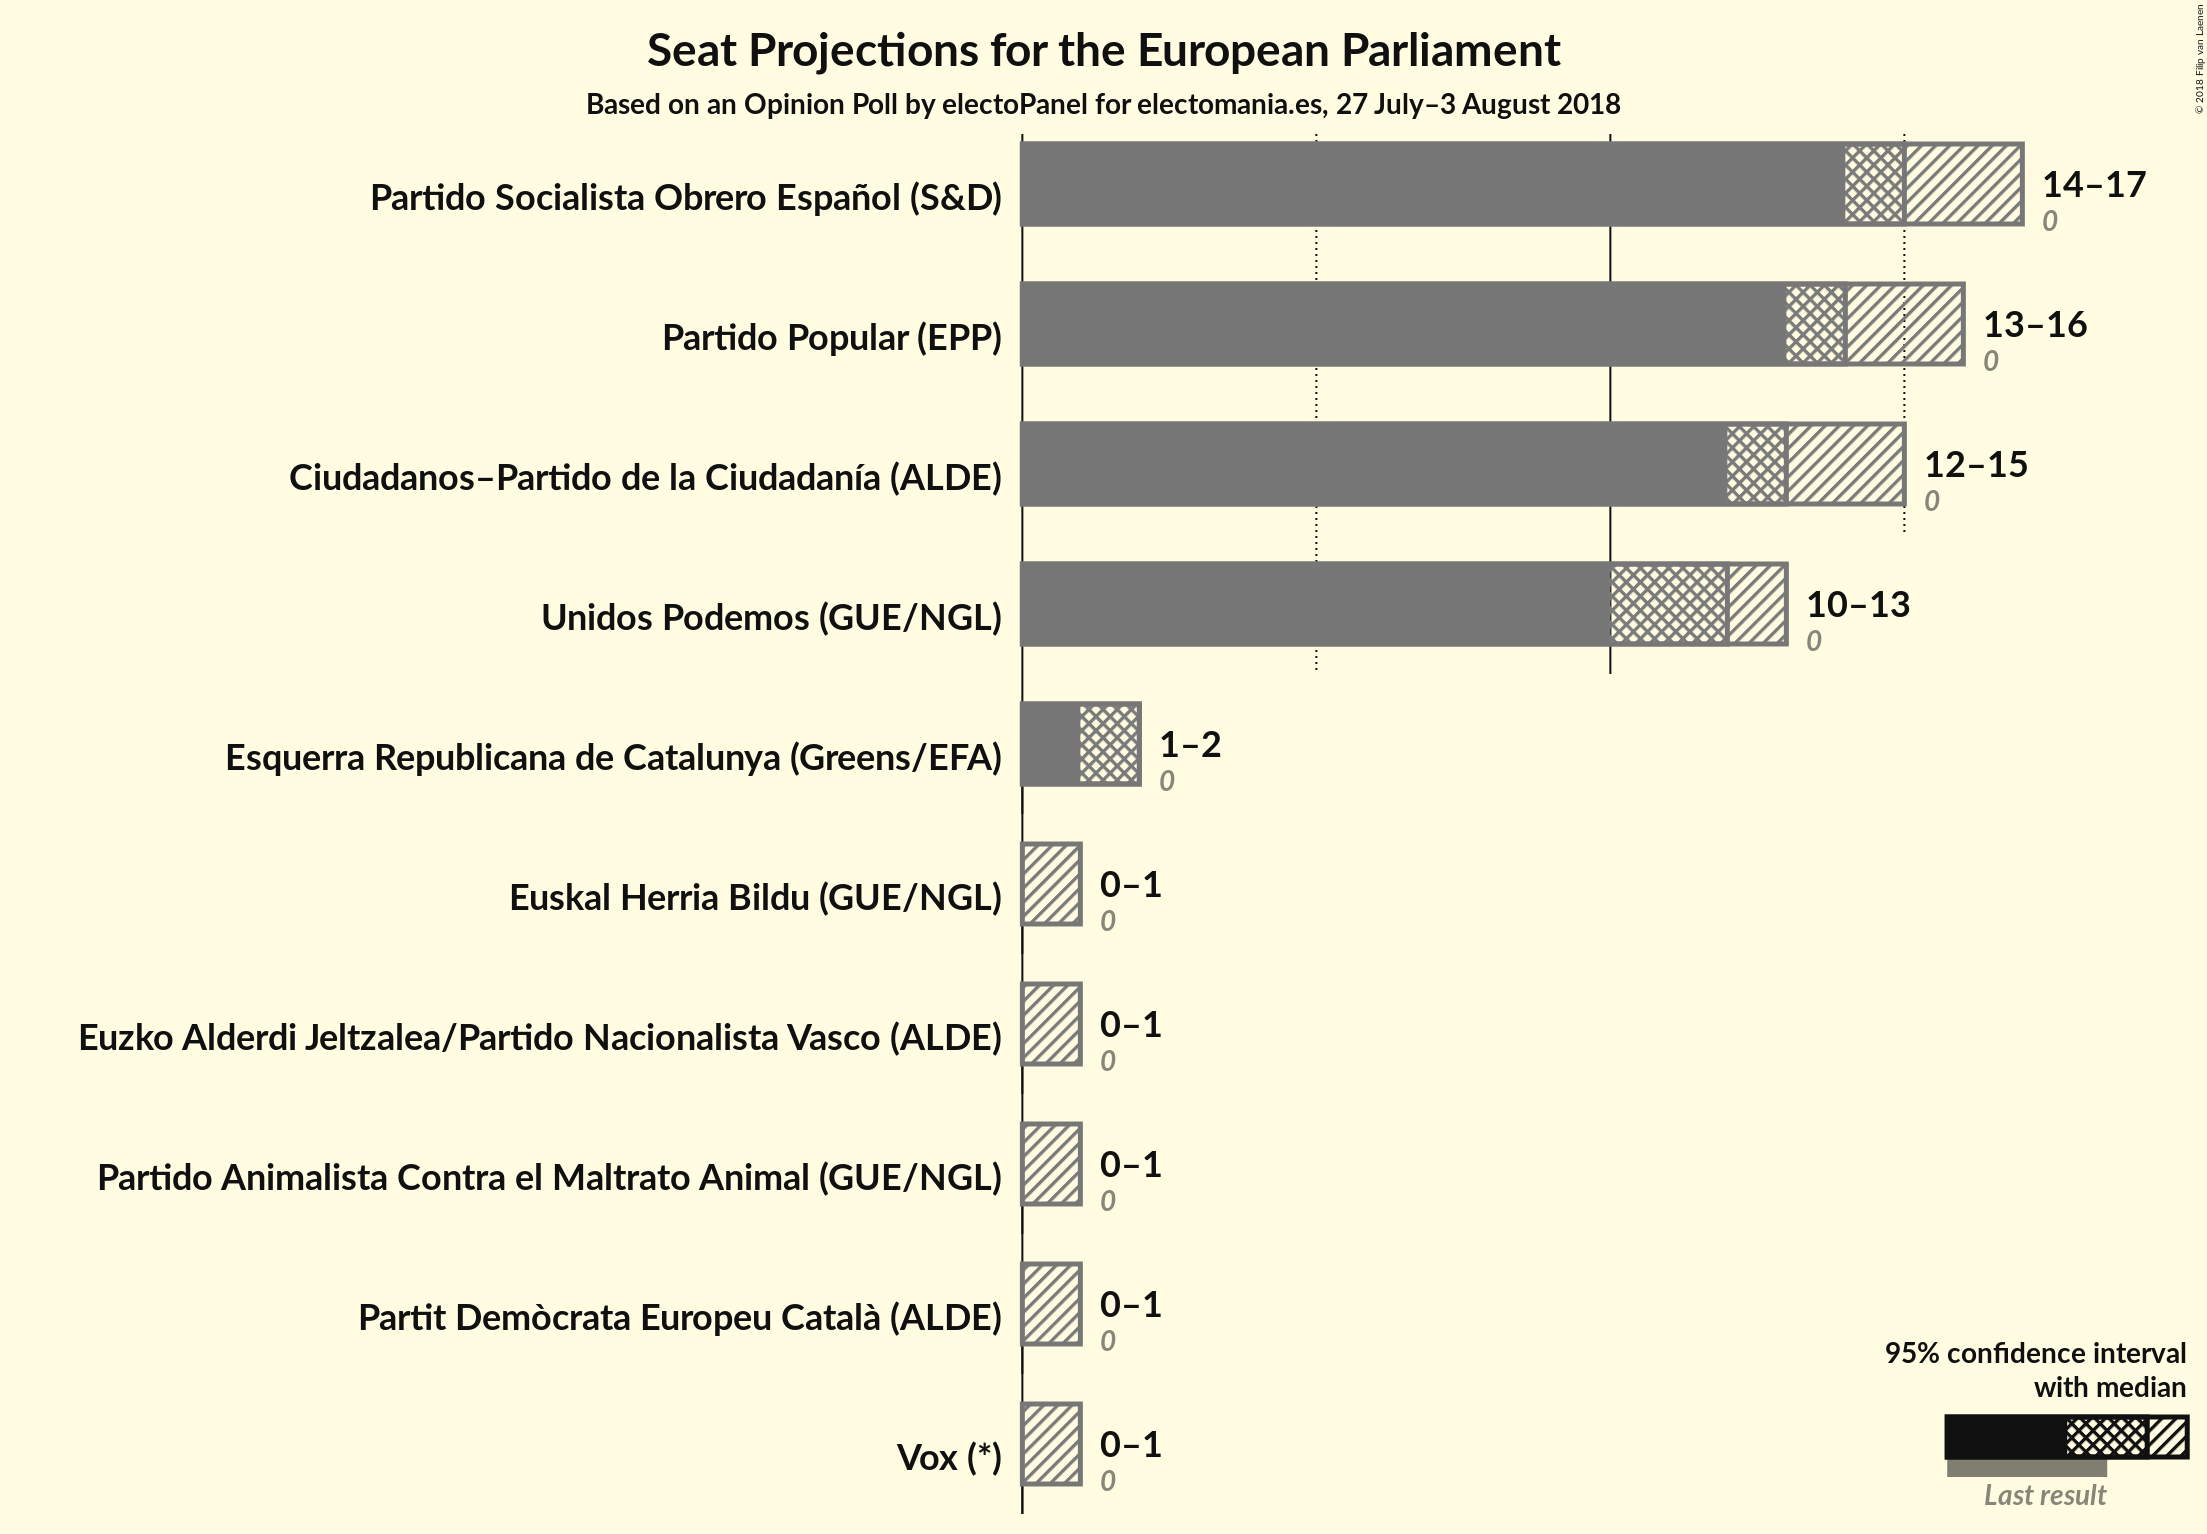 Seat Projections for the European Parliament
Based on an Opinion Poll by electoPanel for electomania.es, 27 July–3 August 2018
© 2018 Filip van Laenen
Partido Socialista Obrero Español (S&D)
14–17
0
Partido Popular (EPP)
13–16
0
Ciudadanos–Partido de la Ciudadanía (ALDE)
12–15
0
Unidos Podemos (GUE/NGL)
10–13
0
Esquerra Republicana de Catalunya (Greens/EFA)
1–2
0
Euskal Herria Bildu (GUE/NGL)
0–1
0
Euzko Alderdi Jeltzalea/Partido Nacionalista Vasco (ALDE)
0–1
0
Partido Animalista Contra el Maltrato Animal (GUE/NGL)
0–1
0
Partit Demòcrata Europeu Català (ALDE)
0–1
0
Vox (*)
0–1
0
95% confidence interval
with median
Last result